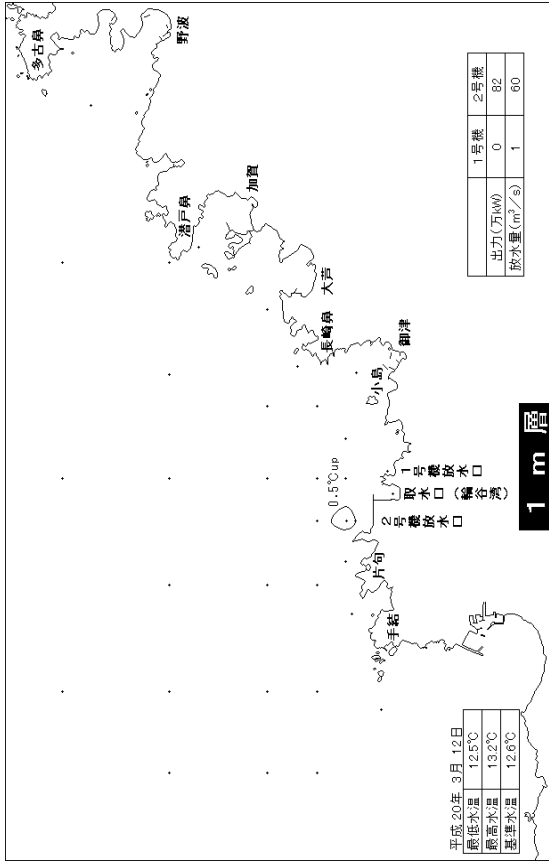 多古鼻
野波
潜戸鼻
加賀
大芦
長崎鼻
御津
小島
0.5℃up
1号機放水口
取水口（輪谷湾）
2号機放水口
片句
手結
1号機 2号機
出力(万kW) 0 82
放水量(m³/s) 1 60
1 m 層
平成 20年 3月 12日
最低水温 12.5℃
最高水温 13.2℃
基準水温 12.6℃